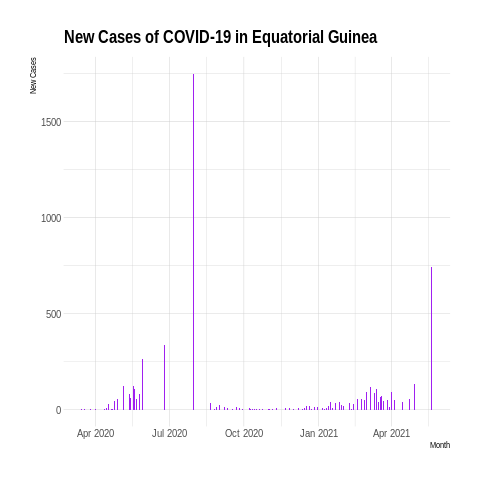 New Cases of COVID-19 in Equatorial Guinea
New Cases
1500
1000
500
0
Apr 2020 Jul 2020 Oct 2020 Jan 2021 Apr 2021
Month